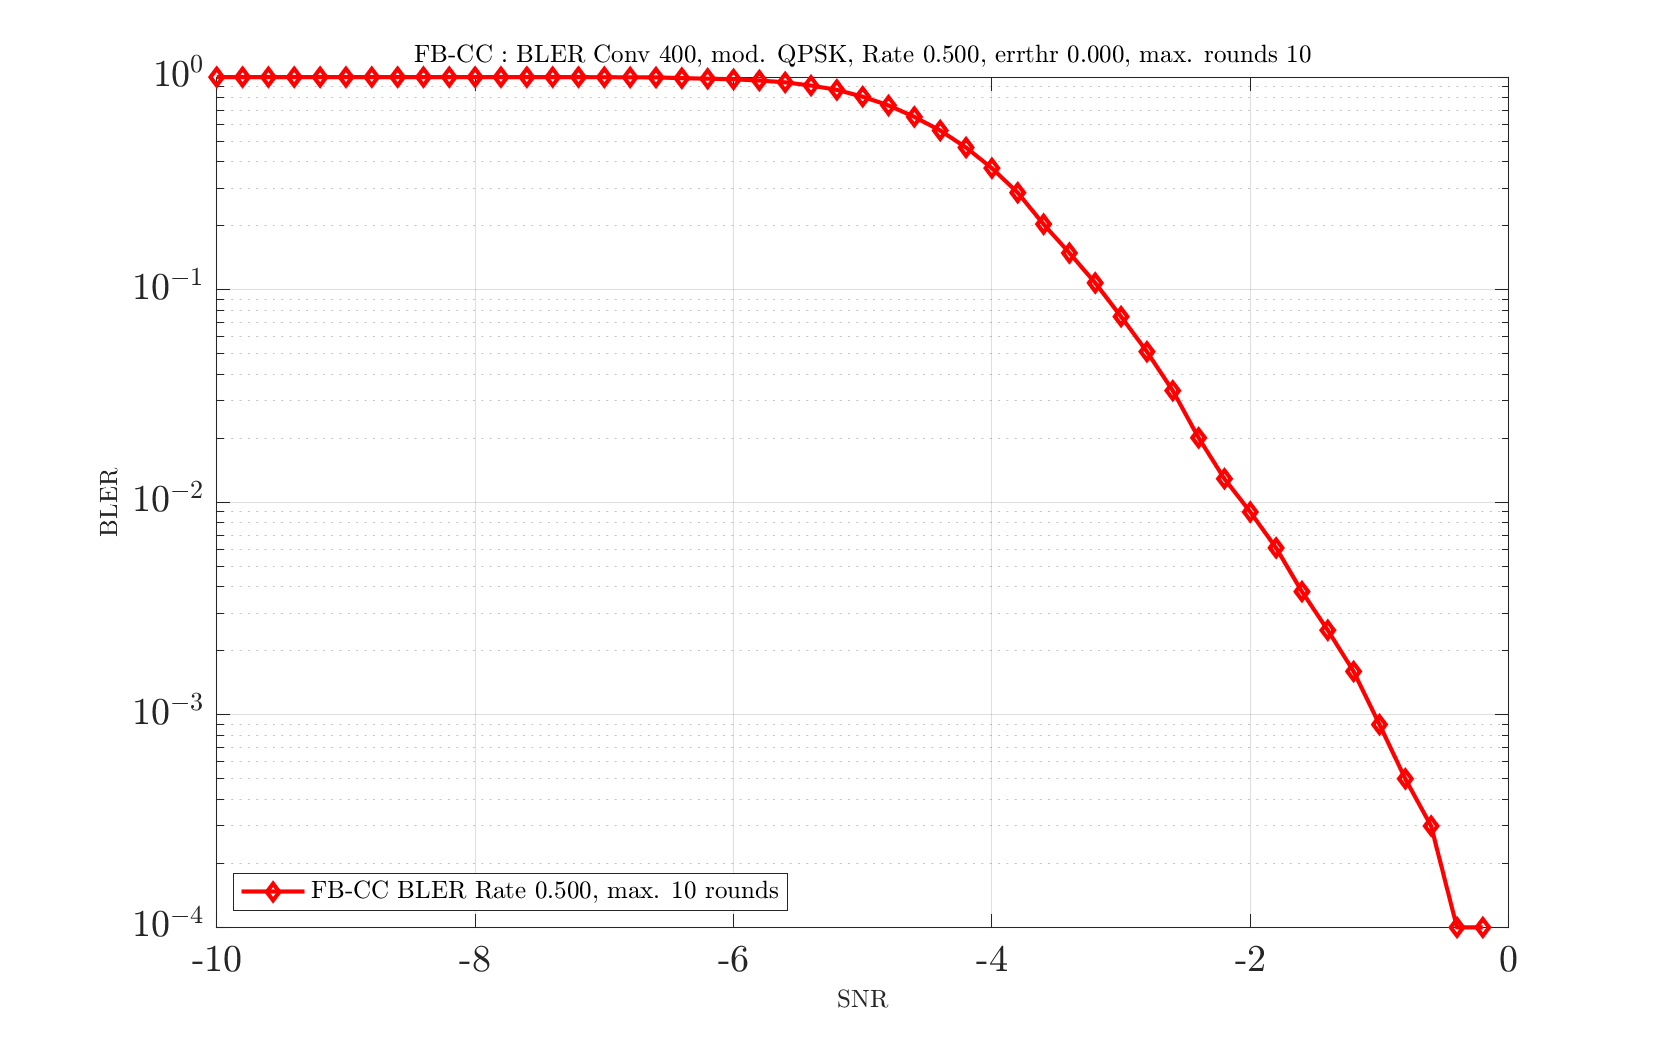 FB-CC : BLER Conv 400, mod. QPSK, Rate 0.500, errthr 0.000, max. rounds 10
10⁰
10⁻¹
10⁻²
10⁻³
10⁻⁴
BLER
FB-CC BLER Rate 0.500, max. 10 rounds
-10 -8 -6 -4 -2 0
SNR